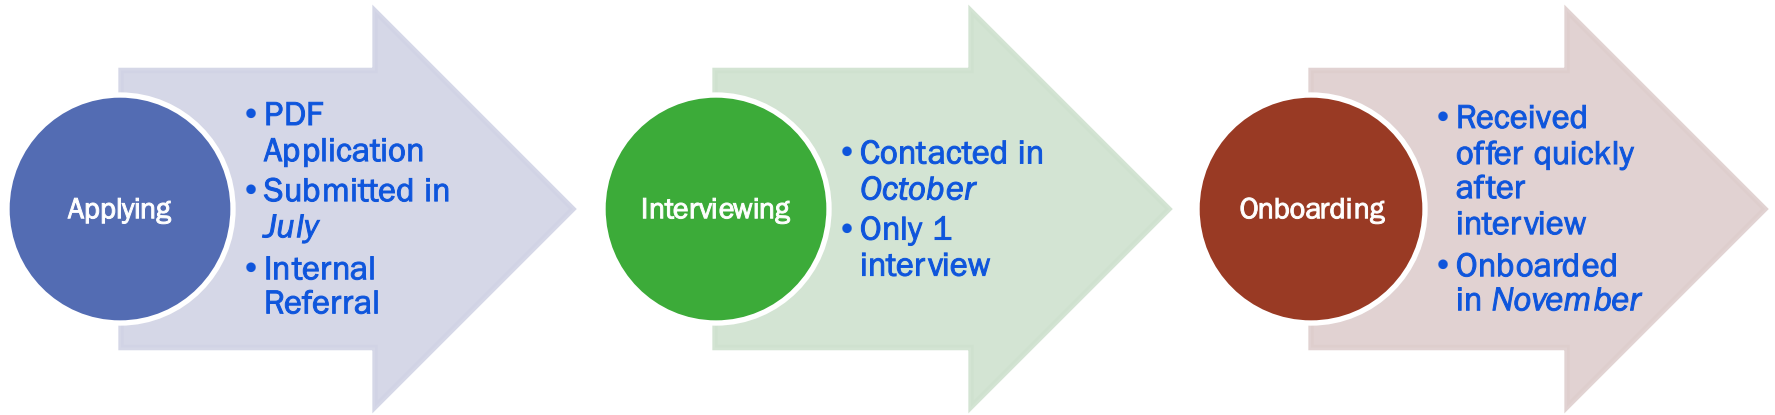 Applying
• PDF
Application
• Submitted in
July
• Internal
Referral
Interviewing
• Contacted in
October
• Only 1
interview
Onboarding
• Received
offer quickly
after
interview
• Onboarded
in November